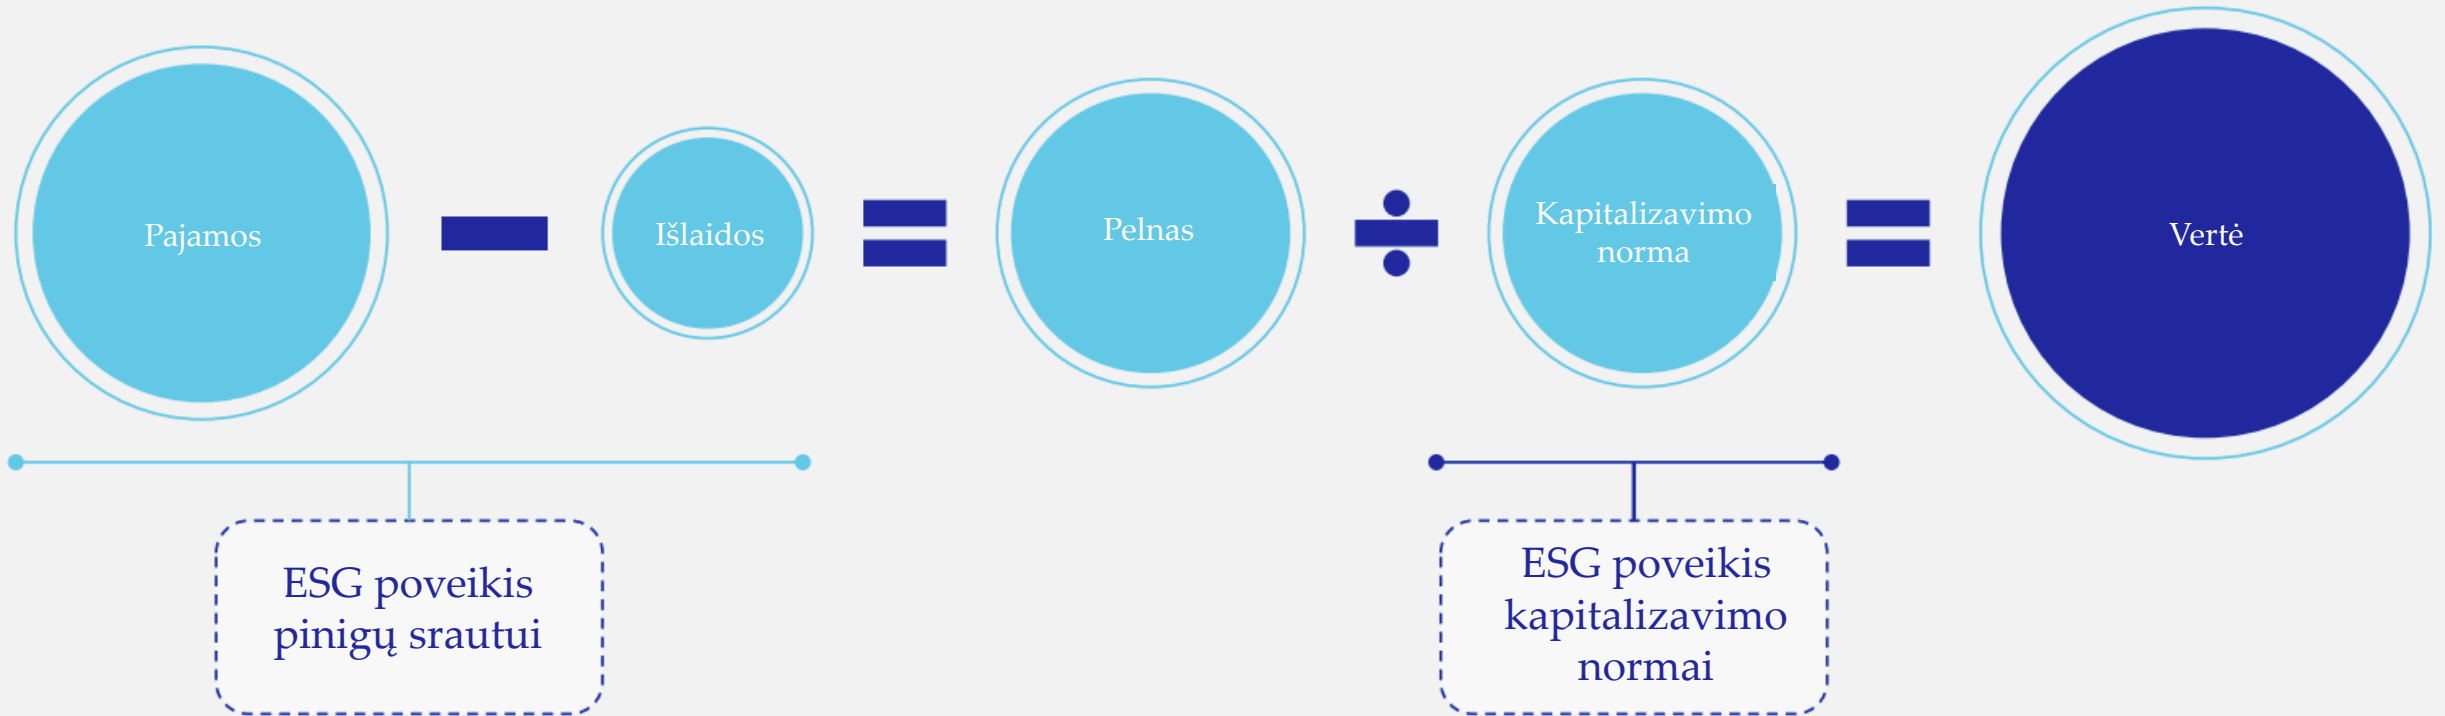 Pajamos
Išlaidos
Pelnas
Kapitalizavimo
norma
Vertė
ESG poveikis
pinigų srautui
ESG poveikis
kapitalizavimo
normai